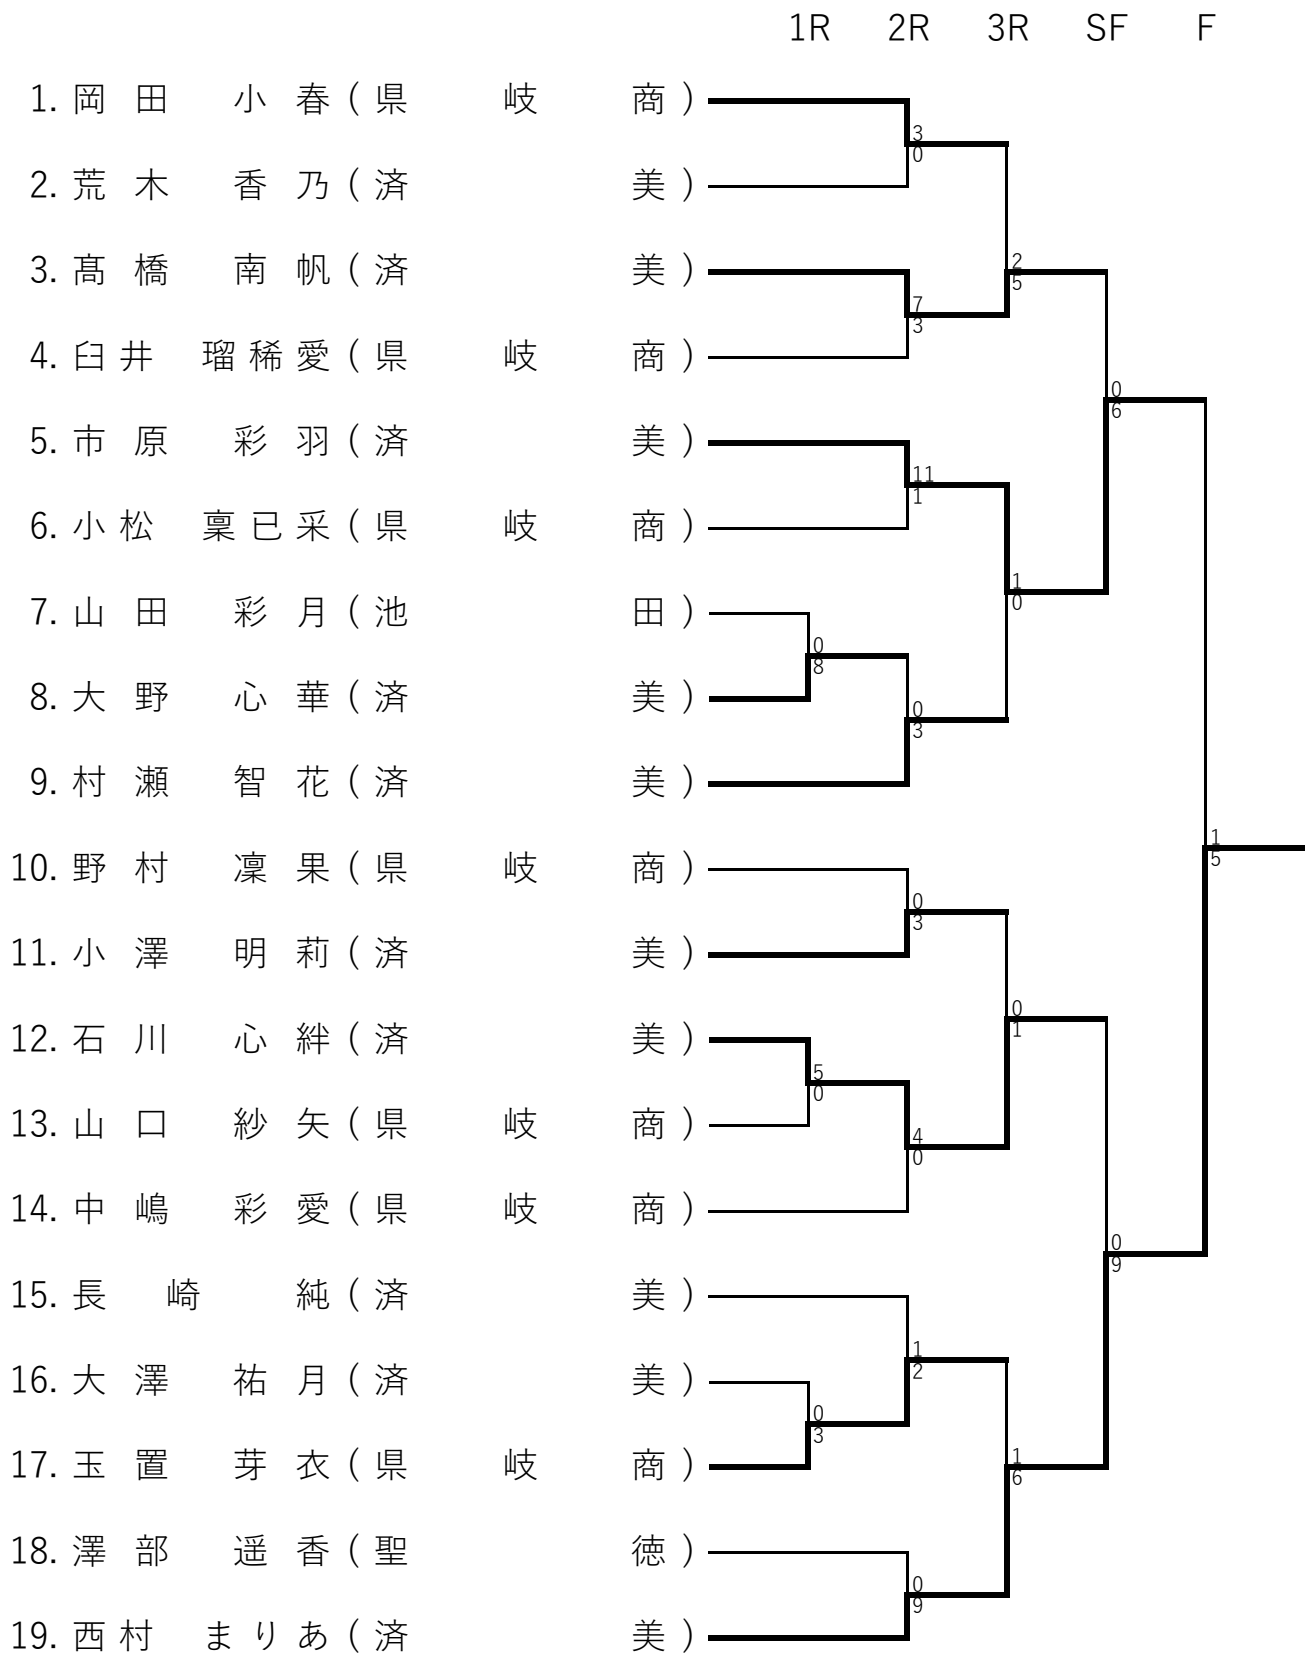 1R 2R 3R SF F
1. 岡田 小春(県岐商)
3
0
2. 荒木 香乃(済美)
2
5
3. 髙橋 南帆(済美)
7
3
4. 臼井 瑠稀愛(県岐商)
0
6
5. 市原 彩羽(済美)
11
1
6. 小松 稟已采(県岐商)
1
0
7. 山田 彩月(池田)
0
8
8. 大野 心華(済美)
0
3
9. 村瀬 智花(済美)
1
5
10. 野村 凜果(県岐商)
0
3
11. 小澤 明莉(済美)
0
1
12. 石川 心絆(済美)
5
0
13. 山口 紗矢(県岐商)
4
0
14. 中嶋 彩愛(県岐商)
0
9
15. 長崎 純(済美)
1
2
16. 大澤 祐月(済美)
0
3
17. 玉置 芽衣(県岐商)
1
6
18. 澤部 遥香(聖徳)
0
9
19. 西村 まりあ(済美)